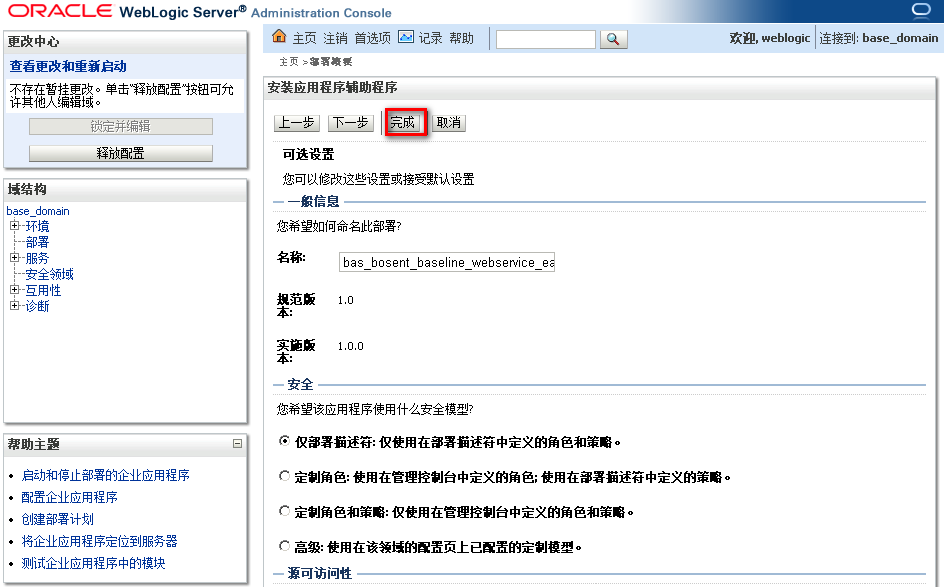 ORACLE WebLogic Server® Administration Console
更改中心
查看更改和重新启动
不存在暂挂更改。单击“释放配置”按钮可允
许其他人编辑域。
锁定并编辑
释放配置
域结构
base_domain
环境
部署
服务
安全领域
互用性
诊断
帮助主题
启动和停止部署的企业应用程序
配置企业应用程序
创建部署计划
将企业应用程序定位到服务器
测试企业应用程序中的模块
主页 注销 首选项 记录 帮助
欢迎, weblogic 连接到: base_domain
主页 >部署概要
安装应用程序辅助程序
上一步 下一步 完成 取消
可选设置
您可以修改这些设置或接受默认设置
一般信息
您希望如何命名此部署?
名称: bas_bosent_baseline_webservice_ea
规范版 1.0
本:
实施版 1.0.0
本:
安全
您希望该应用程序使用什么安全模型?
仅部署描述符: 仅使用在部署描述符中定义的角色和策略。
定制角色: 使用在管理控制台中定义的角色; 使用在部署描述符中定义的策略。
定制角色和策略: 仅使用在管理控制台中定义的角色和策略。
高级: 使用在该领域的配置页上已配置的定制模型。
源可访问性